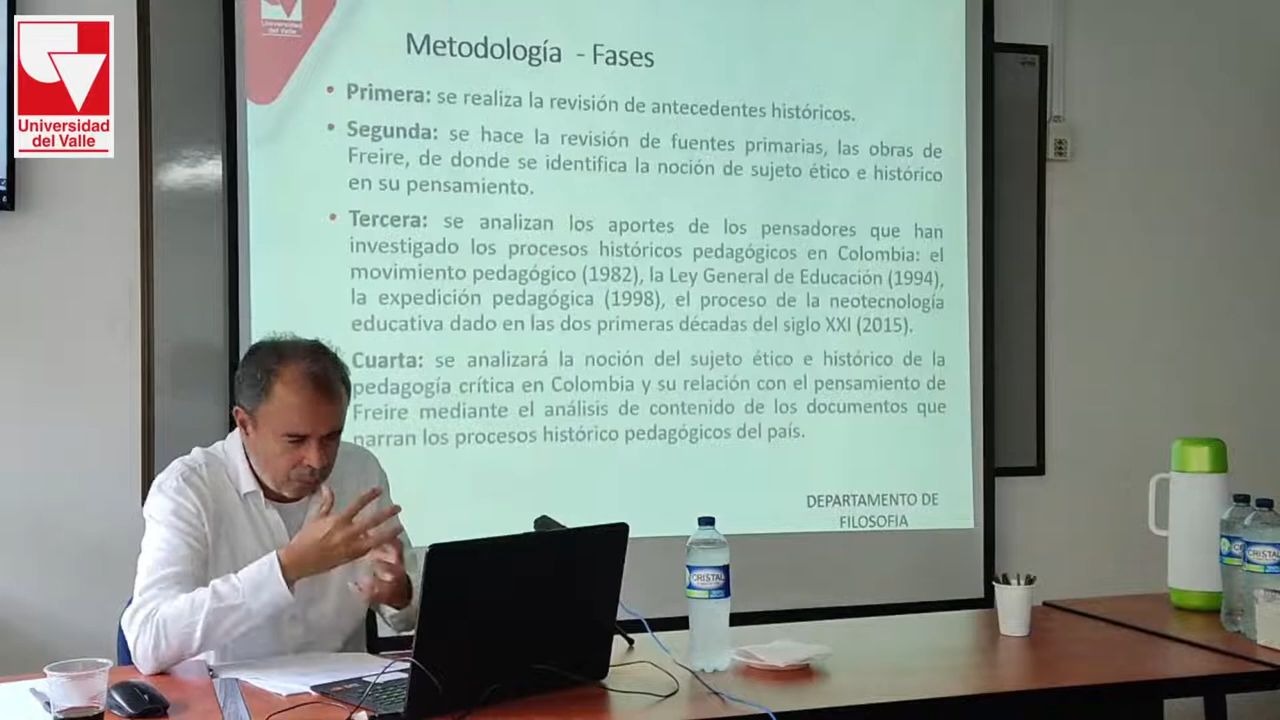 Universidad
del Valle
Universidad
del Valle
Metodología - Fases
• Primera: se realiza la revisión de antecedentes históricos.
• Segunda: se hace la revisión de fuentes primarias, las obras de
Freire, de donde se identifica la noción de sujeto ético e histórico
en su pensamiento.
• Tercera: se analizan los aportes de los pensadores que han
investigado los procesos históricos pedagógicos en Colombia: el
movimiento pedagógico (1982), la Ley General de Educación (1994),
la expedición pedagógica (1998), el proceso de la neotecnología
educativa dado en las dos primeras décadas del siglo XXI (2015).
Cuarta: se analizará la noción del sujeto ético e histórico de la
pedagogía crítica en Colombia y su relación con el pensamiento de
Freire mediante el análisis de contenido de los documentos que
narran los procesos histórico pedagógicos del país.
DEPARTAMENTO DE
FILOSOFIA
CRISTAL
CRISTAL